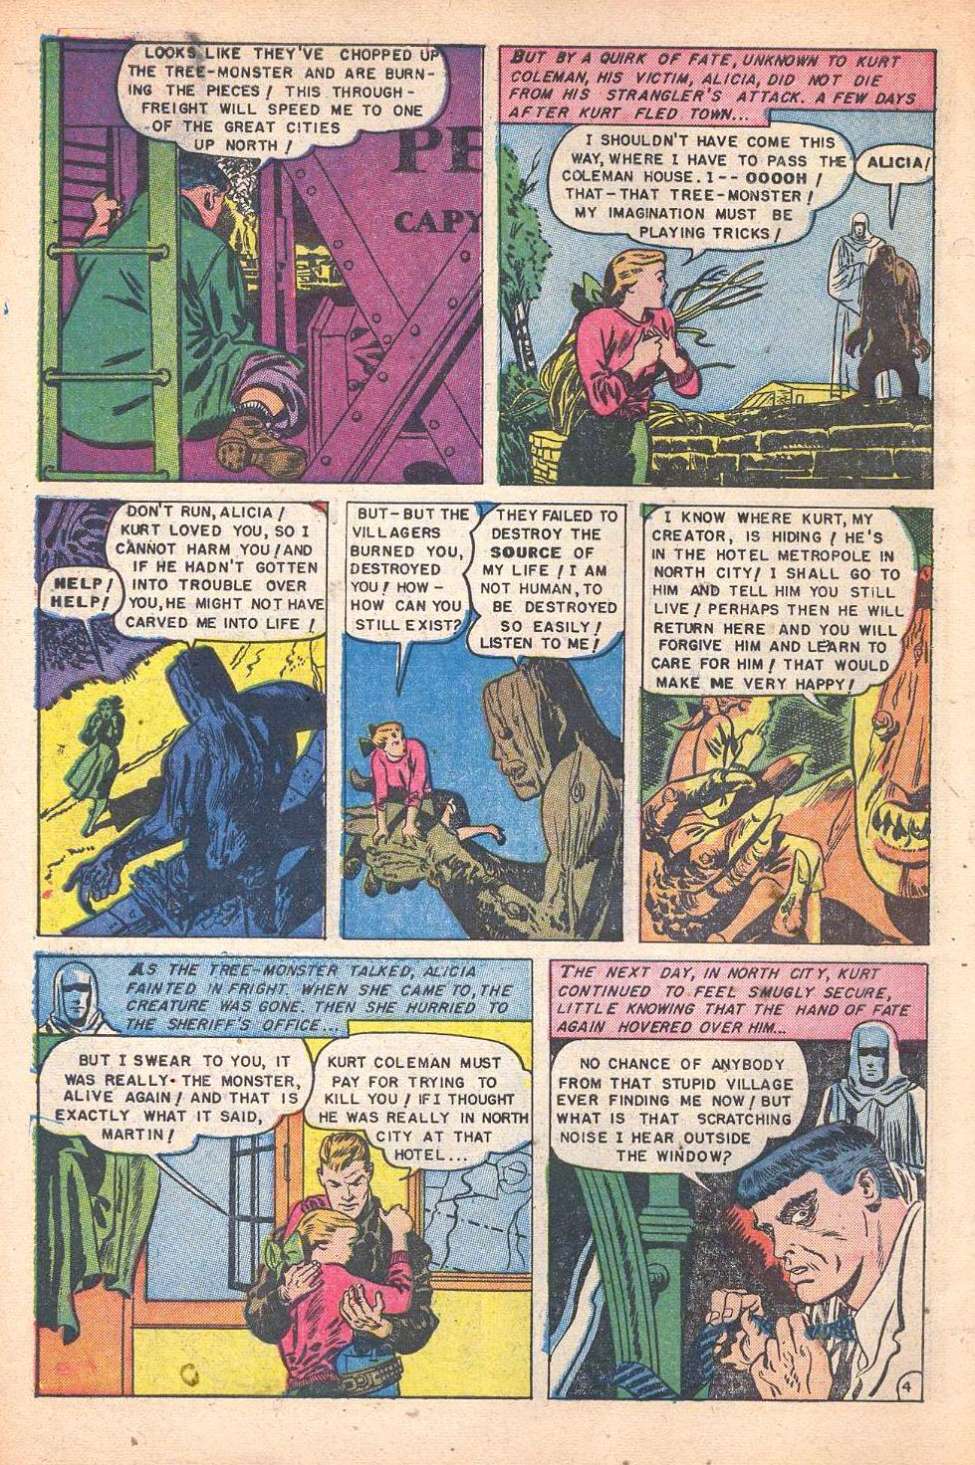 LOOKS LIKE THEY'VE CHOPPED UP
THE TREE-MONSTER AND ARE BURN-
ING THE PIECES! THIS THROUGH-
FREIGHT WILL SPEED ME TO ONE
OF THE GREAT CITIES
UP NORTH!
PE
CAPY
BUT BY A QUIRK OF FATE, UNKNOWN TO KURT
COLEMAN, HIS VICTIM, ALICIA, DID NOT DIE
FROM HIS STRANGLER'S ATTACK. A FEW DAYS
AFTER KURT FLED TOWN...
I SHOULDN'T HAVE COME THIS
WAY, WHERE I HAVE TO PASS THE
COLEMAN HOUSE. I-- OOOOH!
THAT-THAT TREE-MONSTER!
MY IMAGINATION MUST BE
PLAYING TRICKS!
ALICIA!
HELP!
HELP!
DON'T RUN, ALICIA!
KURT LOVED YOU, SO I
CANNOT HARM YOU! AND
IF HE HADN'T GOTTEN
INTO TROUBLE OVER
YOU, HE MIGHT NOT HAVE
CARVED ME INTO LIFE!
BUT-BUT THE
VILLAGERS
BURNED YOU,
DESTROYED
YOU! HOW-
HOW CAN YOU
STILL EXIST?
THEY FAILED TO
DESTROY THE
SOURCE OF
MY LIFE! I AM
NOT HUMAN, TO
BE DESTROYED
SO EASILY!
LISTEN TO ME!
I KNOW WHERE KURT, MY
CREATOR, IS HIDING! HE'S
IN THE HOTEL METROPOLE IN
NORTH CITY! I SHALL GO TO
HIM AND TELL HIM YOU STILL
LIVE! PERHAPS THEN HE WILL
RETURN HERE AND YOU WILL
FORGIVE HIM AND LEARN TO
CARE FOR HIM! THAT WOULD
MAKE ME VERY HAPPY!
AS THE TREE-MONSTER TALKED, ALICIA
FAINTED IN FRIGHT. WHEN SHE CAME TO, THE
CREATURE WAS GONE. THEN SHE HURRIED TO
THE SHERIFF'S OFFICE...
BUT I SWEAR TO YOU, IT
WAS REALLY THE MONSTER,
ALIVE AGAIN! AND THAT IS
EXACTLY WHAT IT SAID,
MARTIN!
KURT COLEMAN MUST
PAY FOR TRYING TO
KILL YOU! IF I THOUGHT
HE WAS REALLY IN NORTH
CITY AT THAT
HOTEL...
THE NEXT DAY, IN NORTH CITY, KURT
CONTINUED TO FEEL SMUGLY SECURE,
LITTLE KNOWING THAT THE HAND OF FATE
AGAIN HOVERED OVER HIM...
NO CHANCE OF ANYBODY
FROM THAT STUPID VILLAGE
EVER FINDING ME NOW! BUT
WHAT IS THAT SCRATCHING
NOISE I HEAR OUTSIDE
THE WINDOW?
4